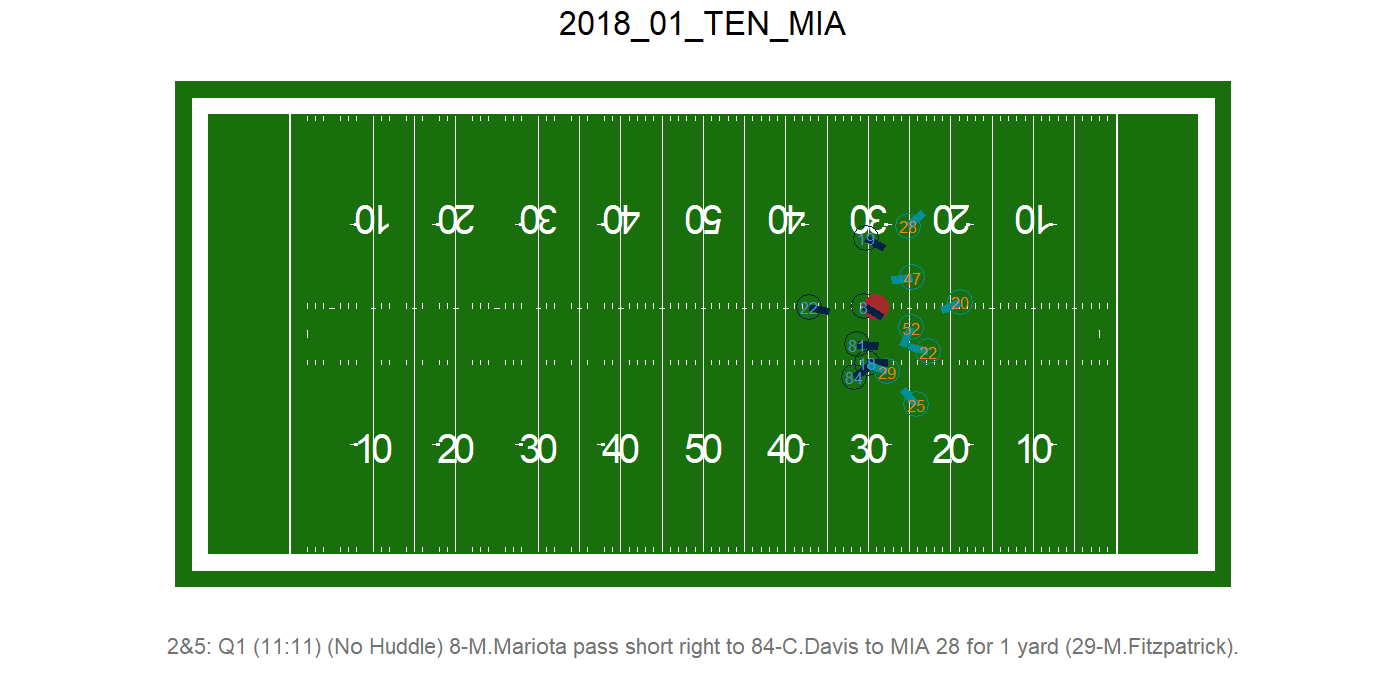 2018_01_TEN_MIA
10 20 30 40 50 40 30 20 10
28
19
47
22 8 20
52
81 22
18 29
84
25
10 20 30 40 50 40 30 20 10
2&5: Q1 (11:11) (No Huddle) 8-M.Mariota pass short right to 84-C.Davis to MIA 28 for 1 yard (29-M.Fitzpatrick).